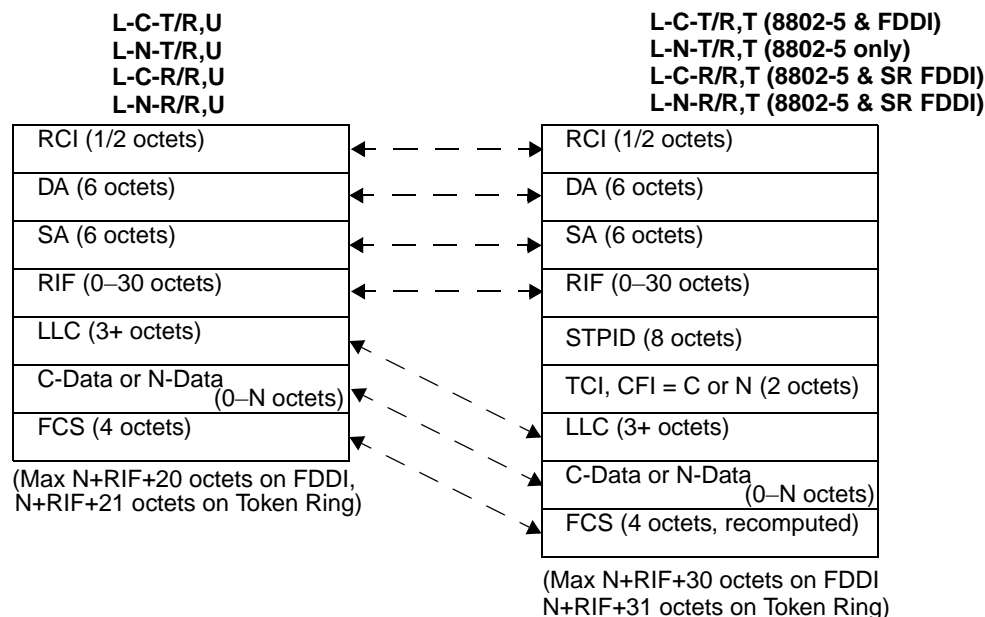 L-C-T/R,U
L-N-T/R,U
L-C-R/R,U
L-N-R/R,U
RCI (1/2 octets)
DA (6 octets)
SA (6 octets)
RIF (0–30 octets)
LLC (3+ octets)
C-Data or N-Data
(0–N octets)
FCS (4 octets)
(Max N+RIF+20 octets on FDDI,
N+RIF+21 octets on Token Ring)
L-C-T/R,T (8802-5 & FDDI)
L-N-T/R,T (8802-5 only)
L-C-R/R,T (8802-5 & SR FDDI)
L-N-R/R,T (8802-5 & SR FDDI)
RCI (1/2 octets)
DA (6 octets)
SA (6 octets)
RIF (0–30 octets)
STPID (8 octets)
TCI, CFI = C or N (2 octets)
LLC (3+ octets)
C-Data or N-Data
(0–N octets)
FCS (4 octets, recomputed)
(Max N+RIF+30 octets on FDDI
N+RIF+31 octets on Token Ring)